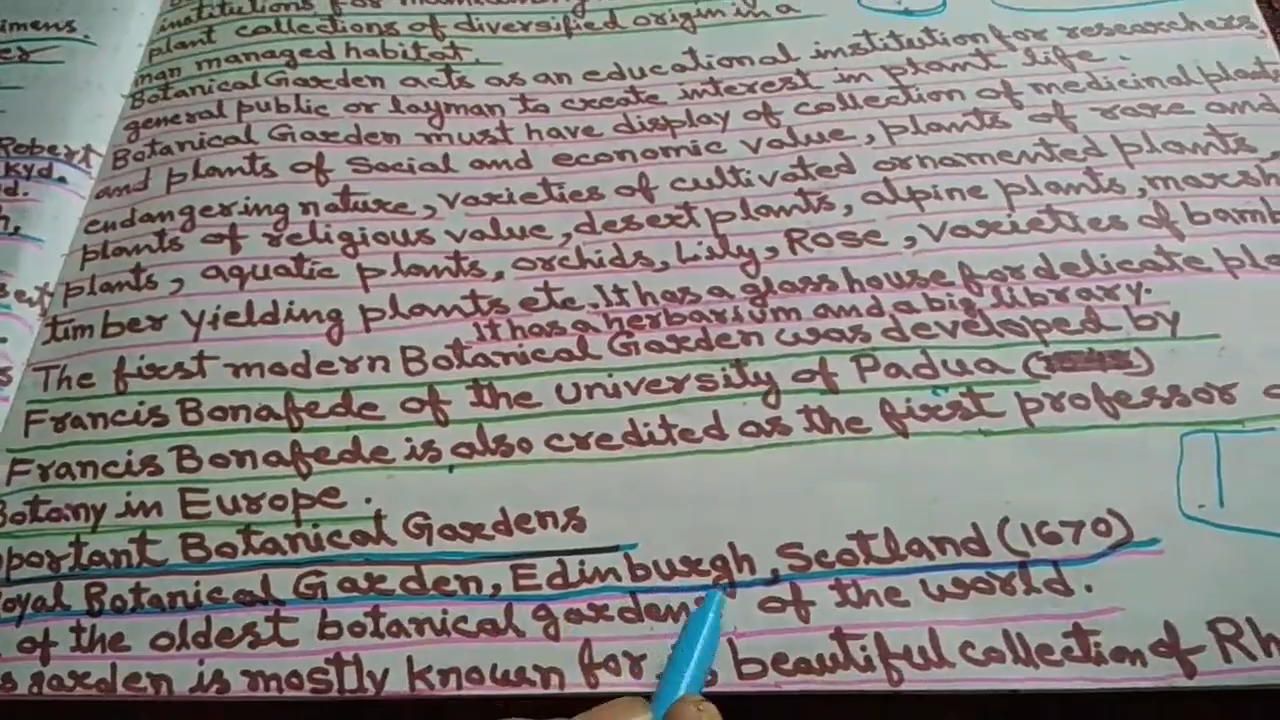 imens.
Robert
Kyd.
institutions for maintaining
plant collections of diversified origin in a
man managed habitat.
Botanical Garden acts as an educational institution for researchers,
general public or layman to create interest in plant life.
Botanical Garden must have display of collection of medicinal plants
and plants of Social and economic value, plants of rare and
endangering nature, varieties of cultivated ornamented plants,
plants of religious value, desert plants, alpine plants, marsh
plants, aquatic plants, orchids, Lily, Rose, varieties of bamb
timber yielding plants etc. It has a glass house for delicate pla
It has a herbarium and a big library.
The first modern Botanical Garden was developed by
Francis Bonafede of the University of Padua (
Francis Bonafede is also credited as the first professor o
Botany in Europe.
portant Botanical Gardens
oyal Botanical Garden, Edinburgh, Scotland (1670)
of the oldest botanical gardens of the world.
s garden is mostly known for beautiful collection of Rh